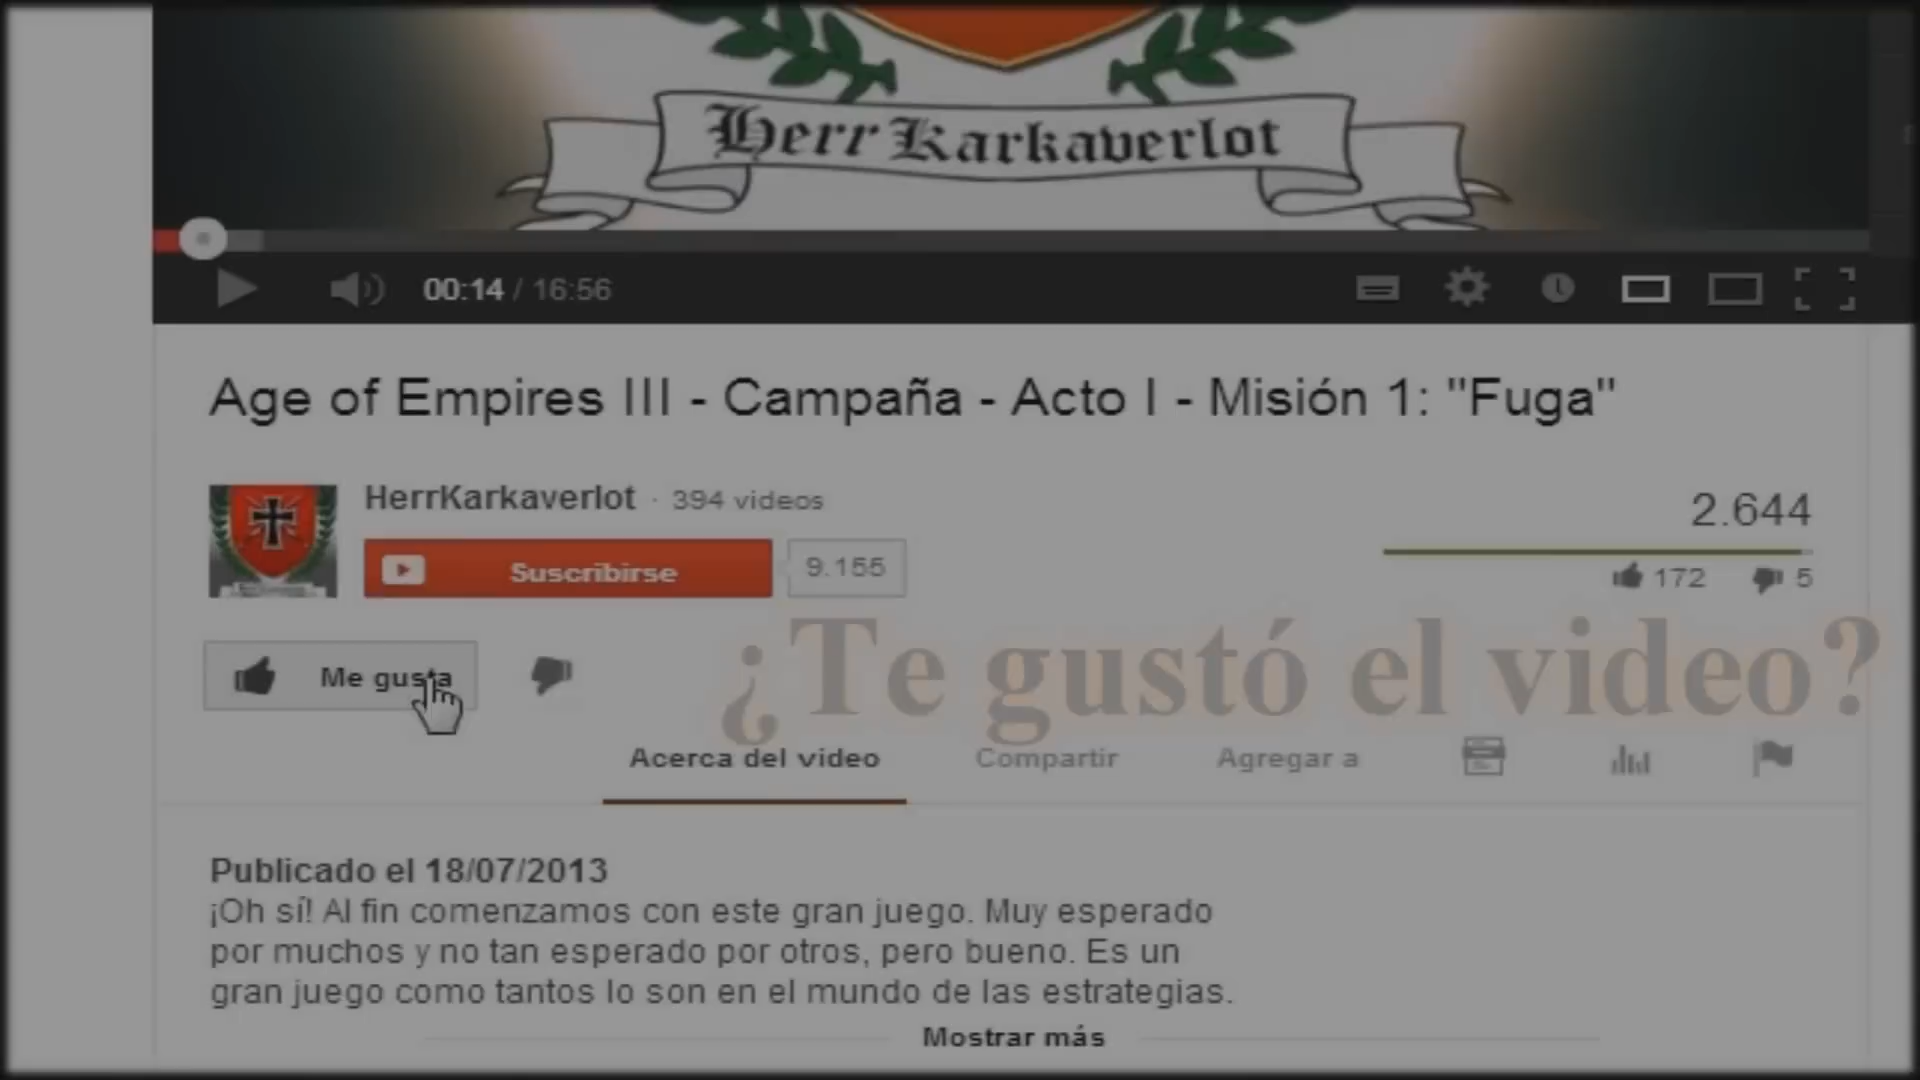 Herr Karkaverlot
00:14 / 16:56
Age of Empires III - Campaña - Acto I - Misión 1: "Fuga"
HerrKarkaverlot · 394 videos
2.644
Suscribirse
9.155
172
5
Me gusta
¿Te gustó el video?
Acerca del video
Compartir
Agregar a
Publicado el 18/07/2013
¡Oh sí! Al fin comenzamos con este gran juego. Muy esperado
por muchos y no tan esperado por otros, pero bueno. Es un
gran juego como tantos lo son en el mundo de las estrategias.
Mostrar más